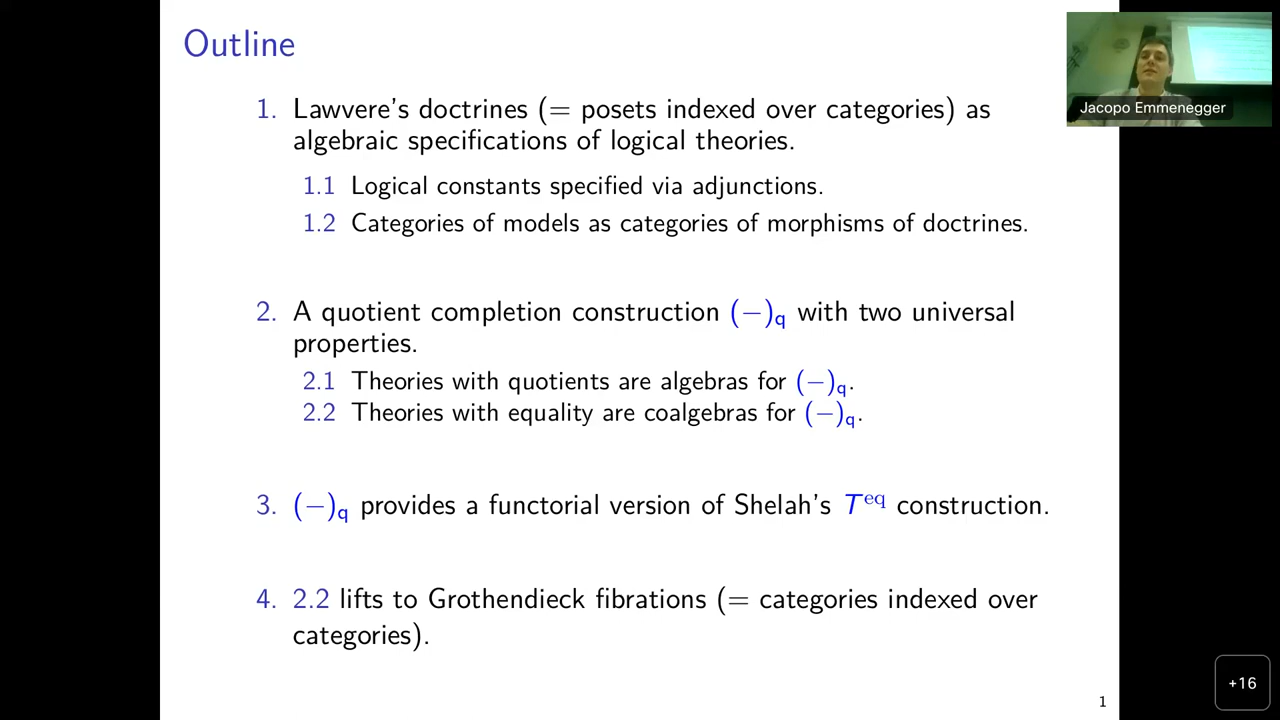 Outline
Jacopo Emmenegger
1. Lawvere's doctrines (= posets indexed over categories) as
algebraic specifications of logical theories.
1.1 Logical constants specified via adjunctions.
1.2 Categories of models as categories of morphisms of doctrines.
2. A quotient completion construction (−)q with two universal
properties.
2.1 Theories with quotients are algebras for (−)q.
2.2 Theories with equality are coalgebras for (−)q.
3. (−)q provides a functorial version of Shelah's T^eq construction.
4. 2.2 lifts to Grothendieck fibrations (= categories indexed over
categories).
+16
1